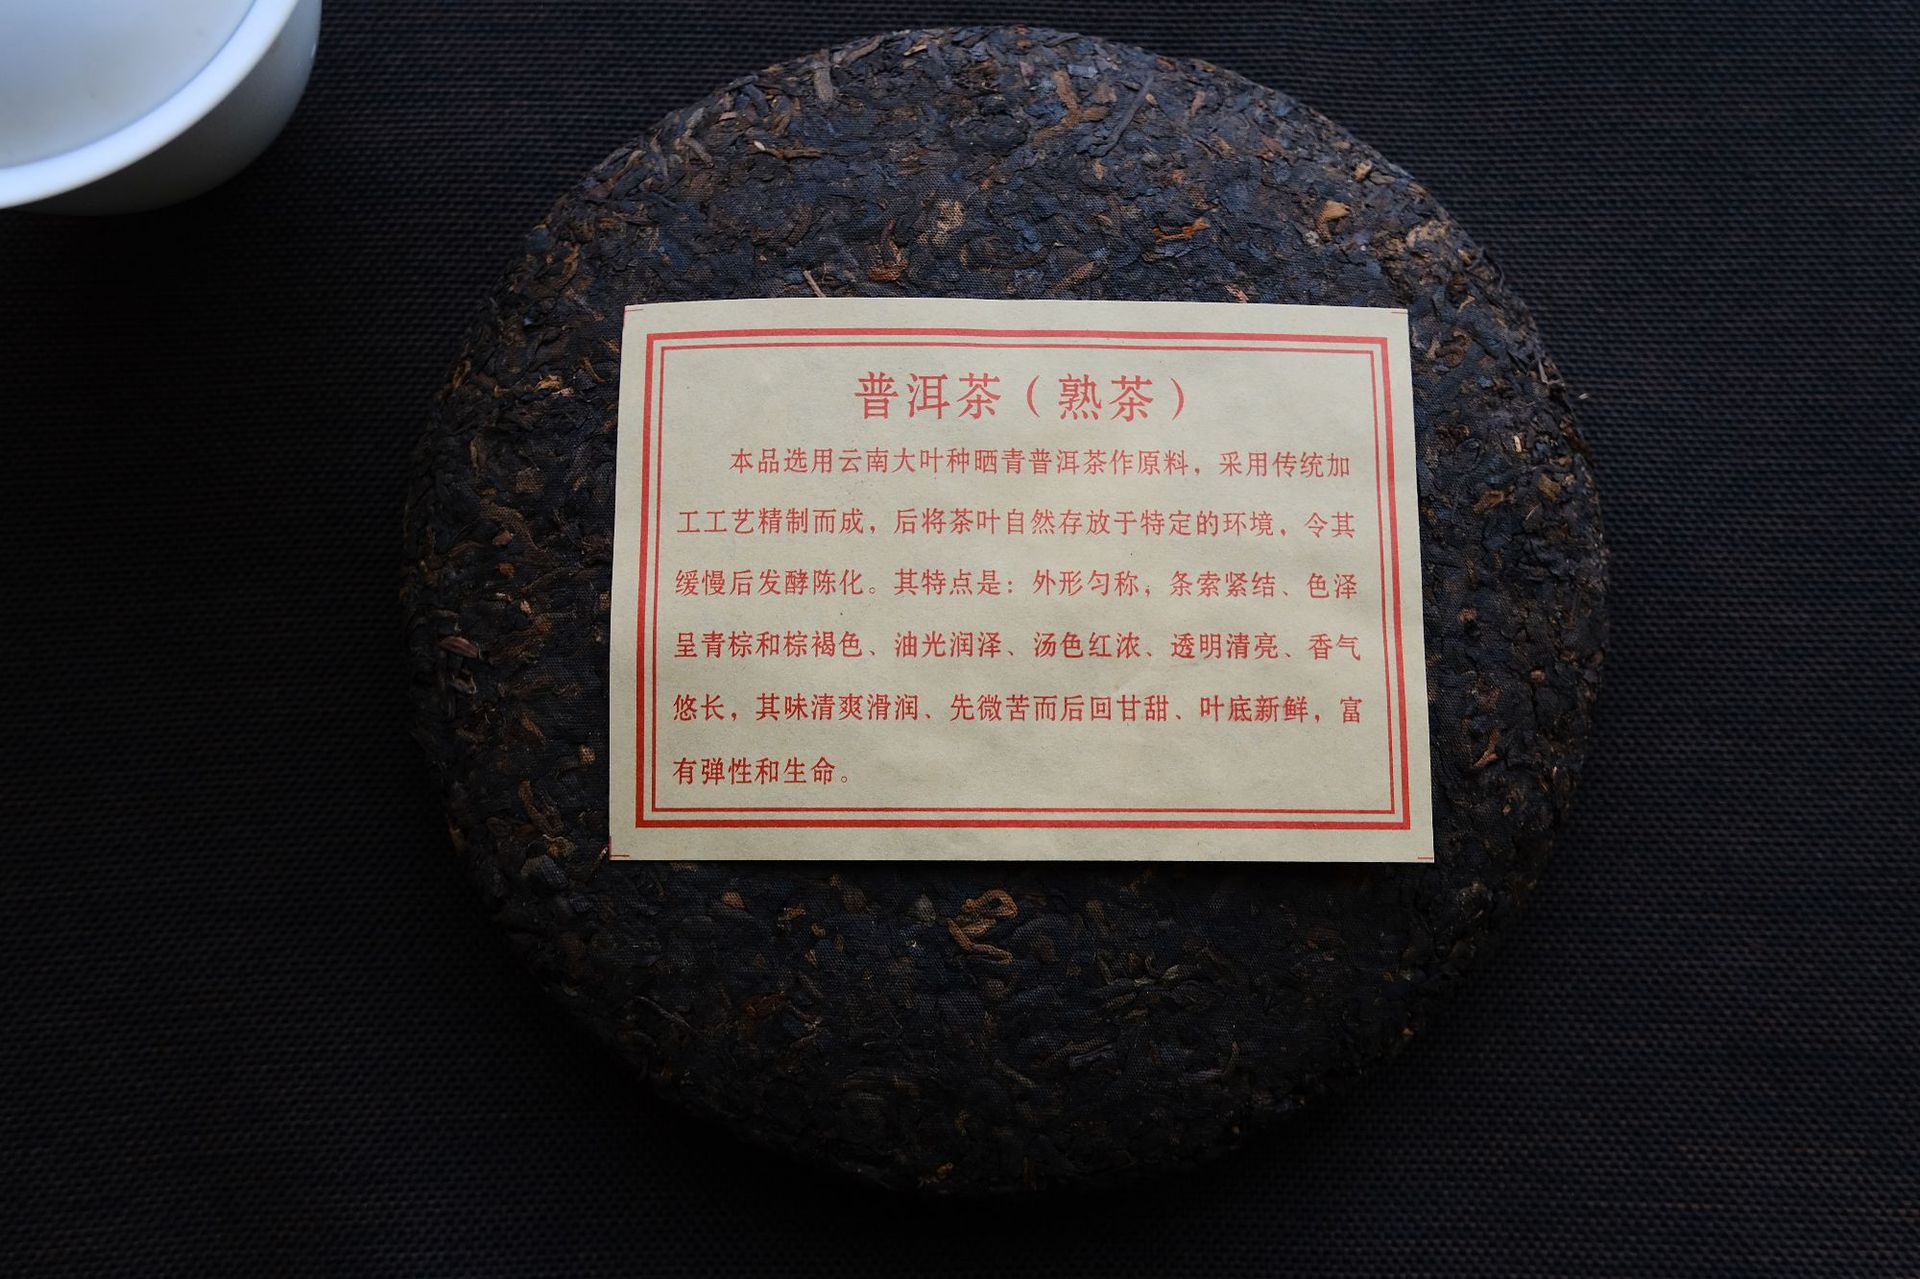 普洱茶（熟茶）
本品选用云南大叶种晒青普洱茶作原料，采用传统加
工工艺精制而成，后将茶叶自然存放于特定的环境，令其
缓慢后发酵陈化。其特点是：外形匀称，条索紧结、色泽
呈青棕和棕褐色、油光润泽、汤色红浓、透明清亮、香气
悠长，其味清爽滑润、先微苦而后回甘甜、叶底新鲜，富
有弹性和生命。